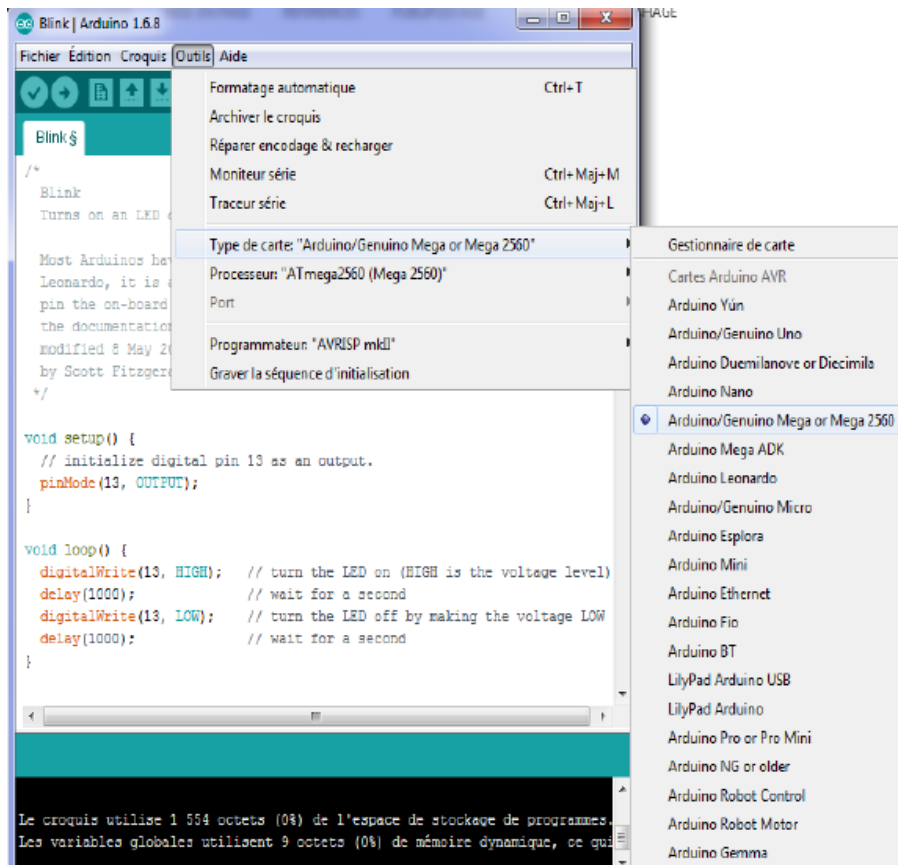 HAGE
Blink | Arduino 1.6.8
Fichier Édition Croquis Outils Aide
Blink §
Formatage automatique Ctrl+T
Archiver le croquis
Réparer encodage & recharger
Moniteur série Ctrl+Maj+M
Traceur série Ctrl+Maj+L
Type de carte: "Arduino/Genuino Mega or Mega 2560"
Processeur: "ATmega2560 (Mega 2560)"
Port
Programmateur: "AVRISP mkII"
Graver la séquence d'initialisation
Gestionnaire de carte
Cartes Arduino AVR
Arduino Yún
Arduino/Genuino Uno
Arduino Duemilanove or Diecimila
Arduino Nano
Arduino/Genuino Mega or Mega 2560
Arduino Mega ADK
Arduino Leonardo
Arduino/Genuino Micro
Arduino Esplora
Arduino Mini
Arduino Ethernet
Arduino Fio
Arduino BT
LilyPad Arduino USB
LilyPad Arduino
Arduino Pro or Pro Mini
Arduino NG or older
Arduino Robot Control
Arduino Robot Motor
Arduino Gemma
/*
Blink
Turns on an LED
Most Arduinos ha
Leonardo, it is
pin the on-board
the documentation
modified 8 May 2
by Scott Fitzger
*/
void setup() {
// initialize digital pin 13 as an output.
pinMode(13, OUTPUT);
}
void loop() {
digitalWrite(13, HIGH); // turn the LED on (HIGH is the voltage level)
delay(1000); // wait for a second
digitalWrite(13, LOW); // turn the LED off by making the voltage LOW
delay(1000); // wait for a second
}
Le croquis utilise 1 554 octets (0%) de l'espace de stockage de programmes.
Les variables globales utilisent 9 octets (0%) de mémoire dynamique, ce qui